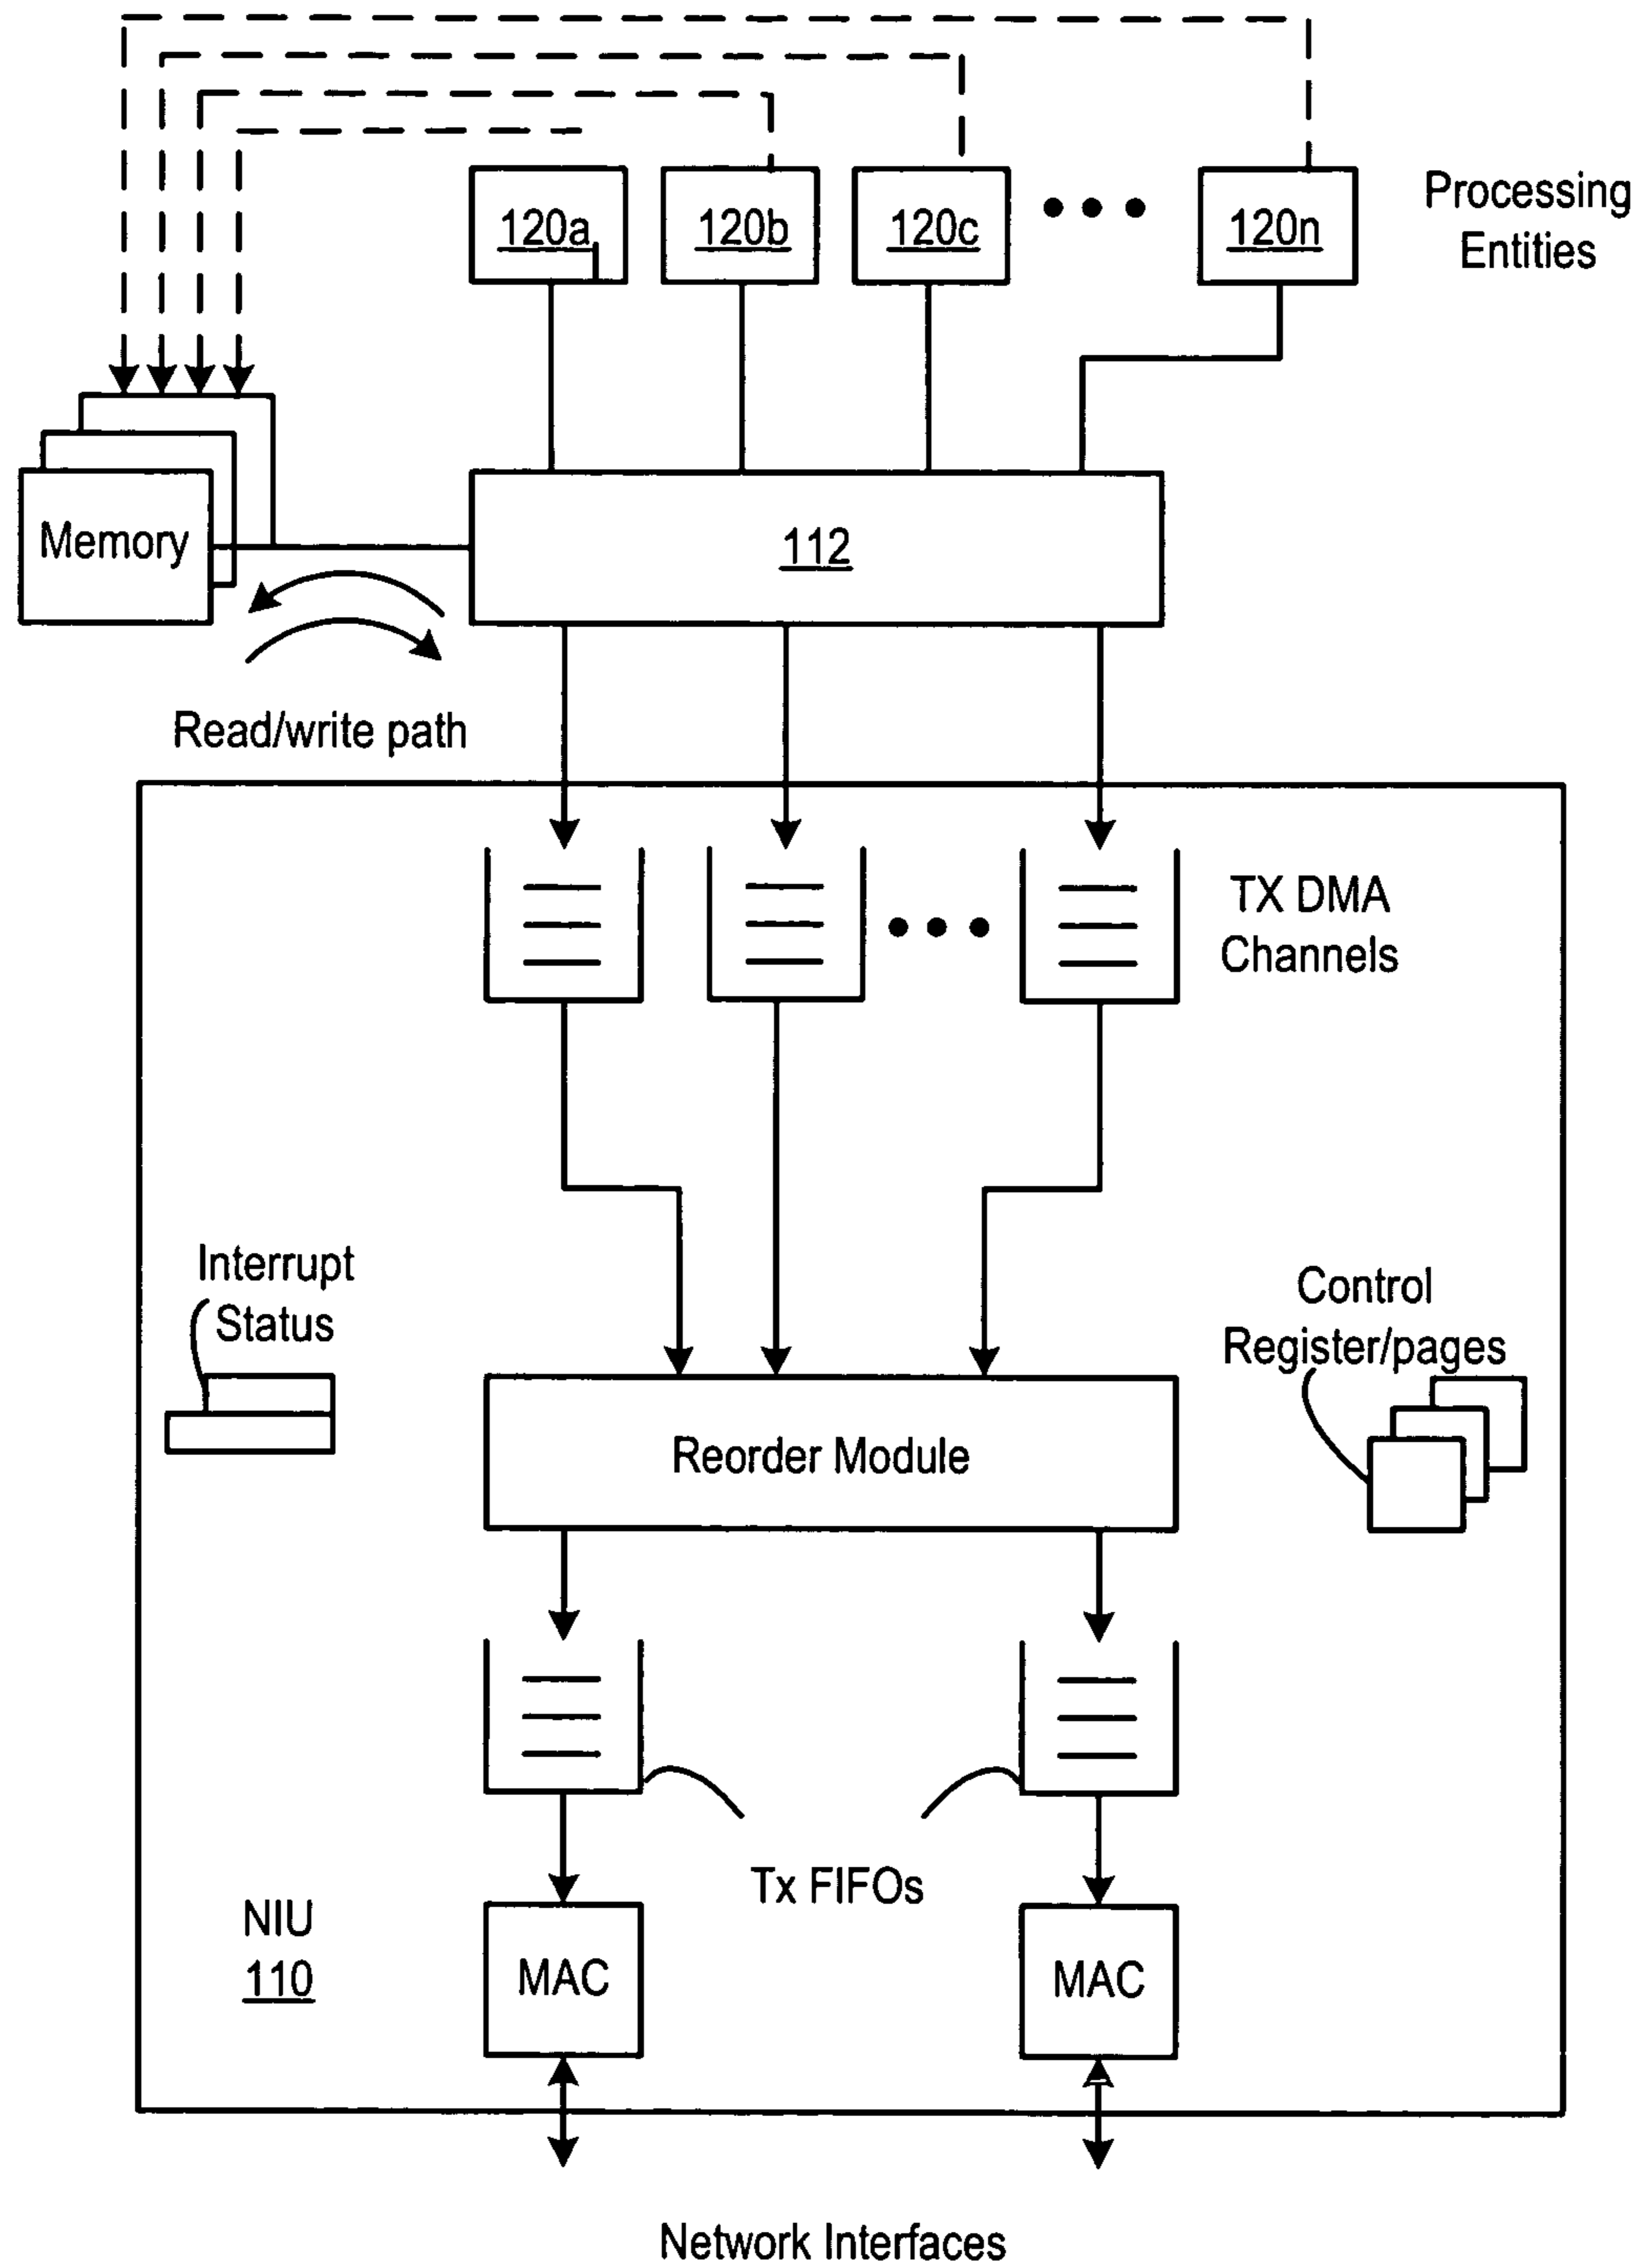 120a
120b
120c
120n
Processing
Entities
Memory
112
Read/write path
TX DMA
Channels
Interrupt
Status
Control
Register/pages
Reorder Module
Tx FIFOs
NIU
110
MAC
MAC
Network Interfaces